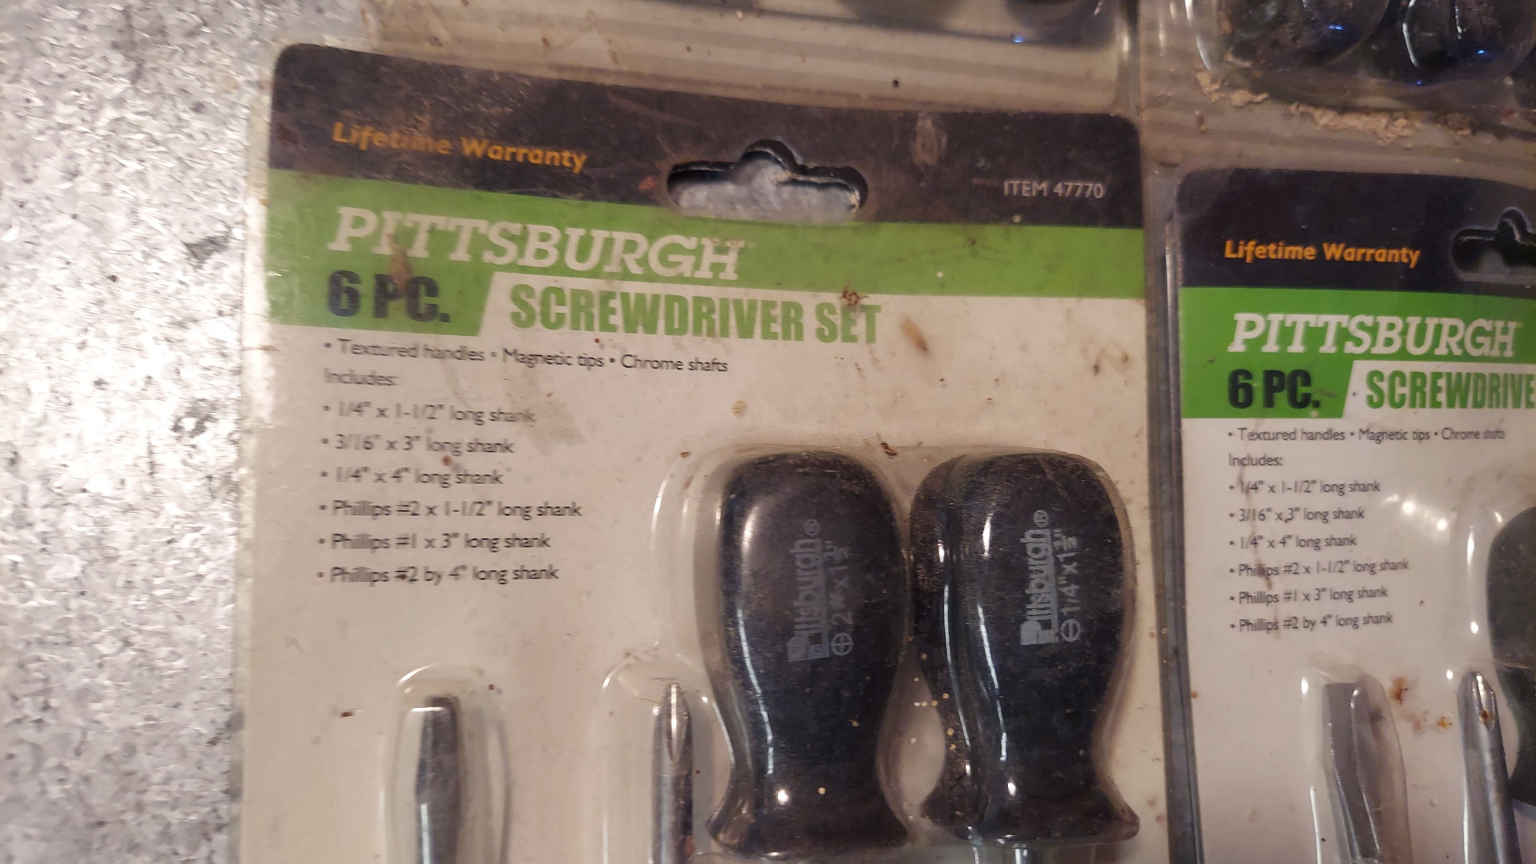 Lifetime Warranty
ITEM 47770
PITTSBURGH
6 PC. SCREWDRIVER SET
• Textured handles • Magnetic tips • Chrome shafts
Includes:
• 1/4" x 1-1/2" long shank
• 3/16" x 3" long shank
• 1/4" x 4" long shank
• Phillips #2 x 1-1/2" long shank
• Phillips #1 x 3" long shank
• Phillips #2 by 4" long shank
Pittsburgh®
Pittsburgh®
Lifetime Warranty
PITTSBURGH
6 PC. SCREWDRIVE
• Textured handles • Magnetic tips • Chrome shafts
Includes:
• 1/4" x 1-1/2" long shank
• 3/16" x 3" long shank
• 1/4" x 4" long shank
• Phillips #2 x 1-1/2" long shank
• Phillips #1 x 3" long shank
• Phillips #2 by 4" long shank